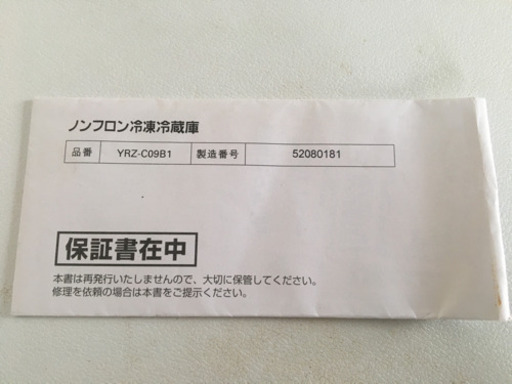 ノンフロン冷凍冷蔵庫
品番 YRZ-C09B1 製造番号 52080181
保証書在中
本書は再発行いたしませんので、大切に保管してください。
修理を依頼の場合は本書をご提示ください。